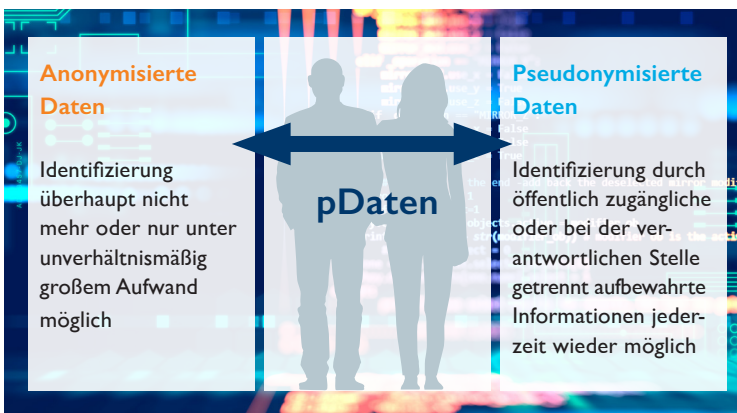 Anonymisierte
Daten
Identifizierung
überhaupt nicht
mehr oder nur unter
unverhältnismäßig
großem Aufwand
möglich
pDaten
Pseudonymisierte
Daten
Identifizierung durch
öffentlich zugängliche
oder bei der ver-
antwortlichen Stelle
getrennt aufbewahrte
Informationen jeder-
zeit wieder möglich